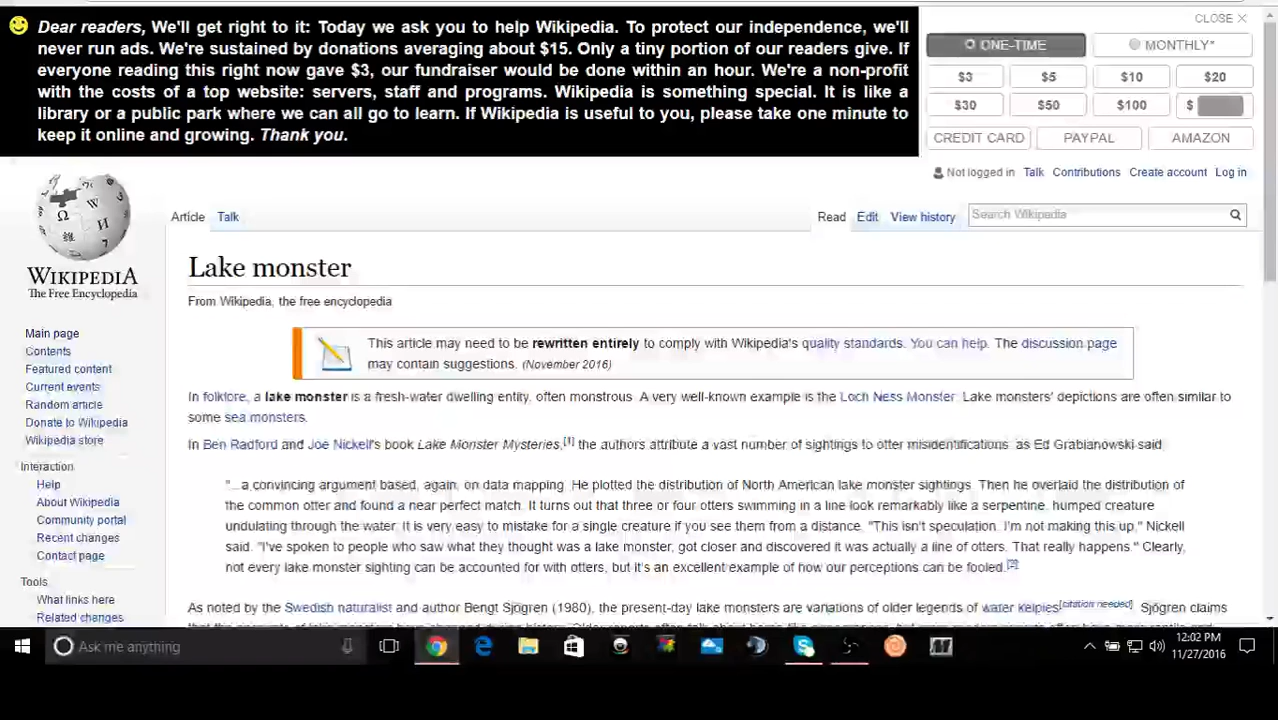 Dear readers, We'll get right to it: Today we ask you to help Wikipedia. To protect our independence, we'll
never run ads. We're sustained by donations averaging about $15. Only a tiny portion of our readers give. If
everyone reading this right now gave $3, our fundraiser would be done within an hour. We're a non-profit
with the costs of a top website: servers, staff and programs. Wikipedia is something special. It is like a
library or a public park where we can all go to learn. If Wikipedia is useful to you, please take one minute to
keep it online and growing. Thank you.
CLOSE
ONE-TIME MONTHLY*
$3 $5 $10 $20
$30 $50 $100 $
CREDIT CARD PAYPAL AMAZON
Not logged in Talk Contributions Create account Log in
Article Talk Read Edit View history Search Wikipedia
WIKIPEDIA
The Free Encyclopedia
Main page
Contents
Featured content
Current events
Random article
Donate to Wikipedia
Wikipedia store
Interaction
Help
About Wikipedia
Community portal
Recent changes
Contact page
Tools
What links here
Related changes
Lake monster
From Wikipedia, the free encyclopedia
This article may need to be rewritten entirely to comply with Wikipedia's quality standards. You can help. The discussion page
may contain suggestions. (November 2016)
In folklore, a lake monster is a fresh-water dwelling entity, often monstrous. A very well-known example is the Loch Ness Monster. Lake monsters' depictions are often similar to
some sea monsters.
In Ben Radford and Joe Nickell's book Lake Monster Mysteries,[1] the authors attribute a vast number of sightings to otter misidentifications. as Ed Grabianowski said
"...a convincing argument based, again, on data mapping. He plotted the distribution of North American lake monster sightings. Then he overlaid the distribution of
the common otter and found a near perfect match. It turns out that three or four otters swimming in a line look remarkably like a serpentine, humped creature
undulating through the water. It is very easy to mistake for a single creature if you see them from a distance. "This isn't speculation. I'm not making this up," Nickell
said. "I've spoken to people who saw what they thought was a lake monster, got closer and discovered it was actually a line of otters. That really happens." Clearly,
not every lake monster sighting can be accounted for with otters, but it's an excellent example of how our perceptions can be fooled.[2]
As noted by the Swedish naturalist and author Bengt Sjögren (1980), the present-day lake monsters are variations of older legends of water kelpies[citation needed] Sjögren claims
Ask me anything
12:02 PM
11/27/2016